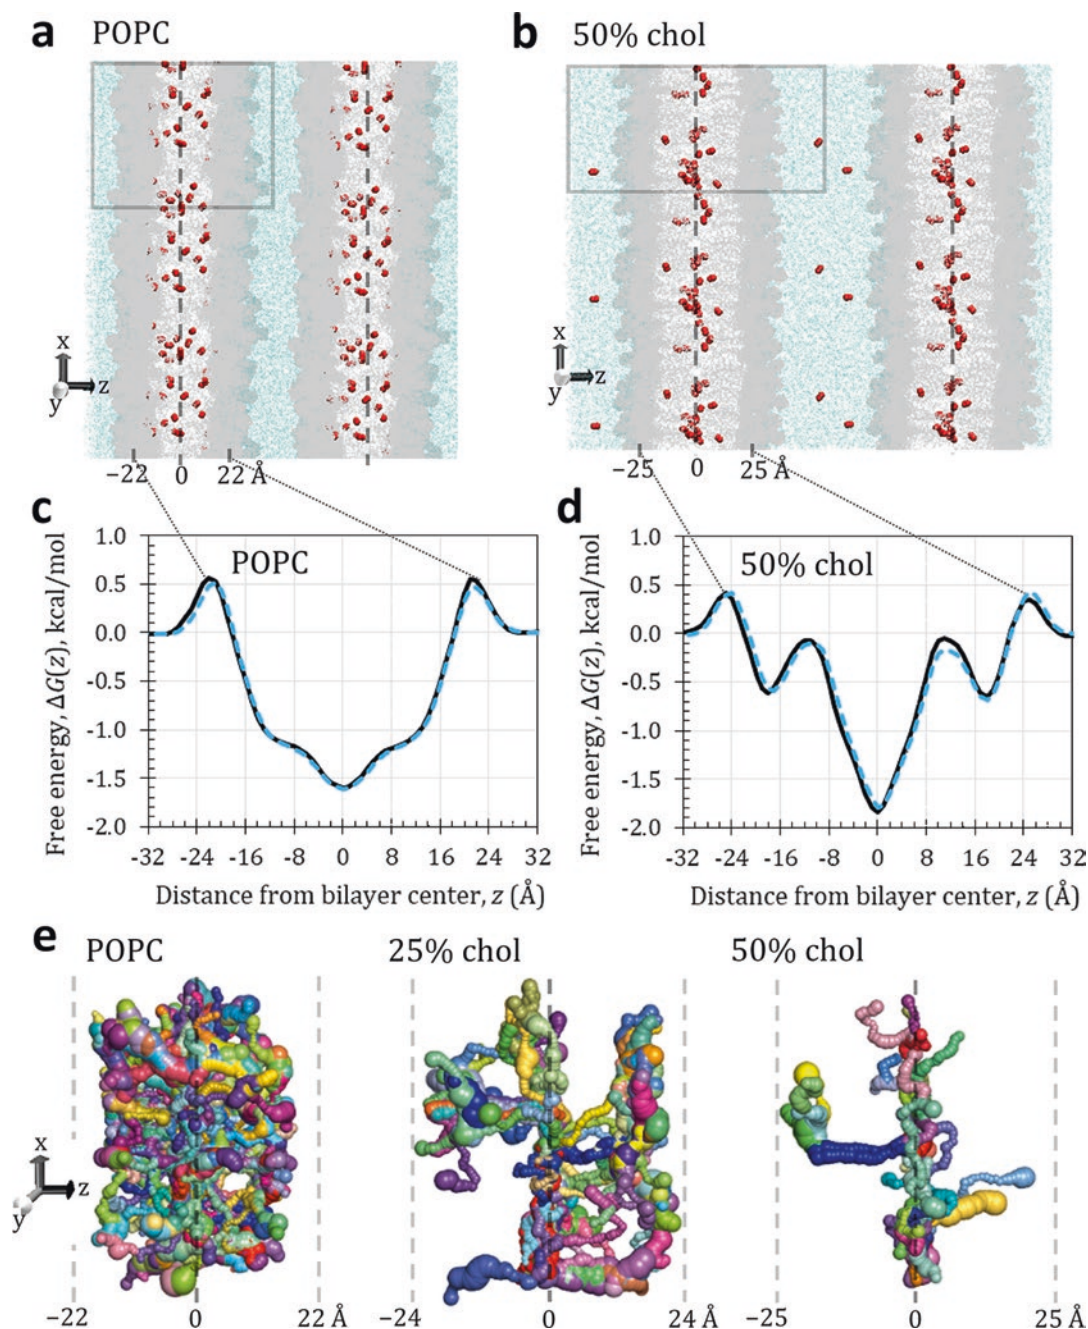 a POPC
b 50% chol
x
y
z
−22 0 22 Å
x
y
z
−25 0 25 Å
c
POPC
Free energy, ΔG(z), kcal/mol
1.0
0.5
0.0
-0.5
-1.0
-1.5
-2.0
-32 -24 -16 -8 0 8 16 24 32
Distance from bilayer center, z (Å)
d
50% chol
Free energy, ΔG(z), kcal/mol
1.0
0.5
0.0
-0.5
-1.0
-1.5
-2.0
-32 -24 -16 -8 0 8 16 24 32
Distance from bilayer center, z (Å)
e
POPC 25% chol 50% chol
x
y
z
−22 0 22 Å
−24 0 24 Å
−25 0 25 Å